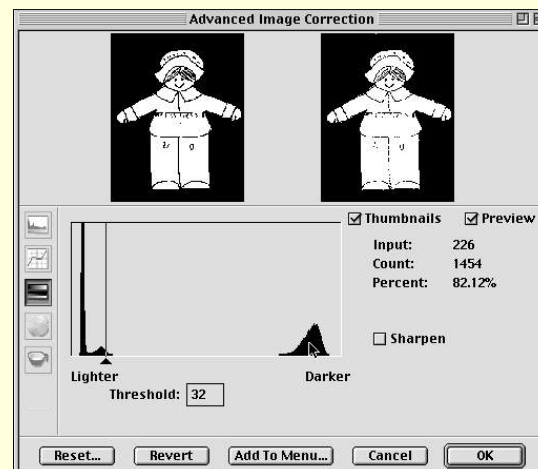 Advanced Image Correction
Thumbnails Preview
Input: 226
Count: 1454
Percent: 82.12%
Sharpen
Lighter Darker
Threshold: 32
Reset... Revert Add To Menu... Cancel OK